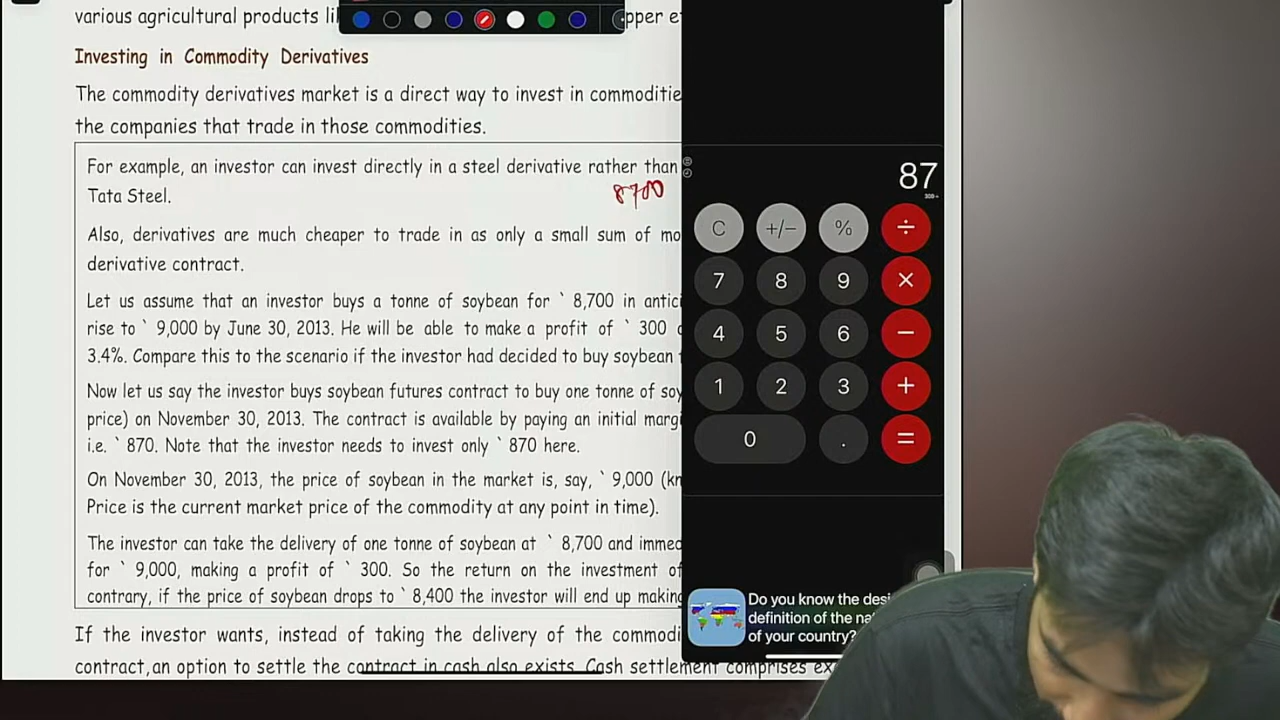 various agricultural products
Investing in Commodity Derivatives
The commodity derivatives market is a direct way to invest in
the companies that trade in those commodities.
For example, an investor can invest directly in a steel derivative rather than
8700
Tata Steel.
Also, derivatives are much cheaper to trade in as only a small sum of
derivative contract.
Let us assume that an investor buys a tonne of soybean for ` 8,700 in
rise to ` 9,000 by June 30, 2013. He will be able to make a profit of ` 300
3.4%. Compare this to the scenario if the investor had decided to buy soybean
Now let us say the investor buys soybean futures contract to buy one tonne of
price) on November 30, 2013. The contract is available by paying an initial
i.e. ` 870. Note that the investor needs to invest only ` 870 here.
On November 30, 2013, the price of soybean in the market is, say, ` 9,000
Price is the current market price of the commodity at any point in time).
The investor can take the delivery of one tonne of soybean at ` 8,700 and
for ` 9,000, making a profit of ` 300. So the return on the investment of
contrary, if the price of soybean drops to ` 8,400 the investor will end up making
If the investor wants, instead of taking the delivery of the
contract, an option to settle the contract in cash also exists. Cash settlement comprises
87
C +/− % ÷
7 8 9 ×
4 5 6 −
1 2 3 +
0 . =
Do you know the
definition of the
of your country?